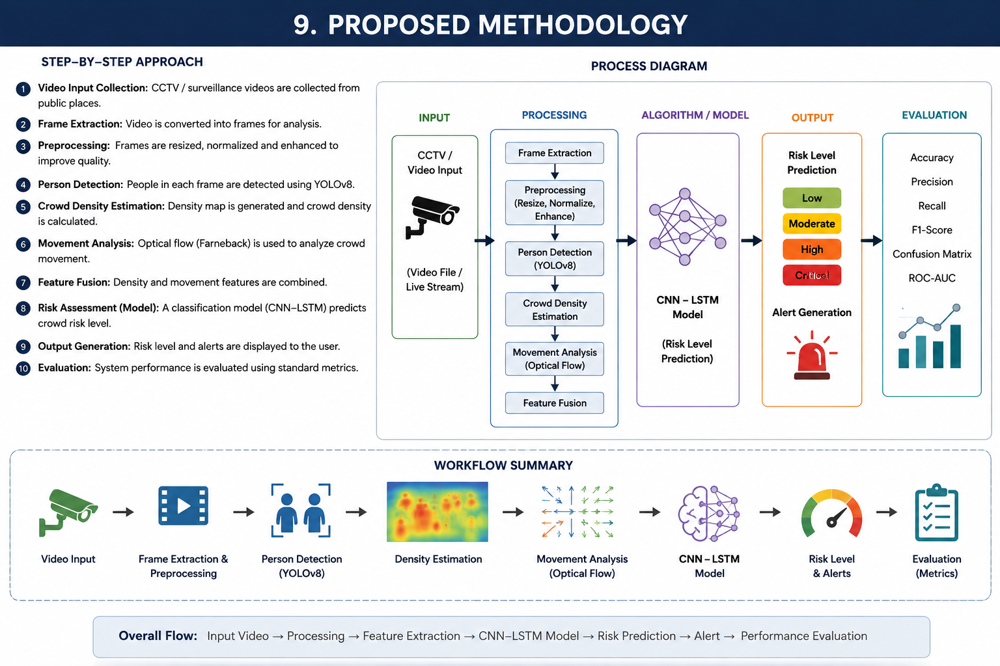 9. PROPOSED METHODOLOGY
STEP–BY–STEP APPROACH
1 Video Input Collection: CCTV / surveillance videos are collected from
public places.
2 Frame Extraction: Video is converted into frames for analysis.
3 Preprocessing: Frames are resized, normalized and enhanced to
improve quality.
4 Person Detection: People in each frame are detected using YOLOv8.
5 Crowd Density Estimation: Density map is generated and crowd density
is calculated.
6 Movement Analysis: Optical flow (Farneback) is used to analyze crowd
movement.
7 Feature Fusion: Density and movement features are combined.
8 Risk Assessment (Model): A classification model (CNN–LSTM) predicts
crowd risk level.
9 Output Generation: Risk level and alerts are displayed to the user.
10 Evaluation: System performance is evaluated using standard metrics.
PROCESS DIAGRAM
INPUT
CCTV /
Video Input
(Video File /
Live Stream)
PROCESSING
Frame Extraction
Preprocessing
(Resize, Normalize,
Enhance)
Person Detection
(YOLOv8)
Crowd Density
Estimation
Movement Analysis
(Optical Flow)
Feature Fusion
ALGORITHM / MODEL
CNN – LSTM
Model
(Risk Level
Prediction)
OUTPUT
Risk Level
Prediction
Low
Moderate
High
Critical
Alert Generation
EVALUATION
Accuracy
Precision
Recall
F1-Score
Confusion Matrix
ROC-AUC
WORKFLOW SUMMARY
Video Input
Frame Extraction &
Preprocessing
Person Detection
(YOLOv8)
Density Estimation
Movement Analysis
(Optical Flow)
CNN – LSTM
Model
Risk Level
& Alerts
Evaluation
(Metrics)
Overall Flow: Input Video → Processing → Feature Extraction → CNN–LSTM Model → Risk Prediction → Alert → Performance Evaluation